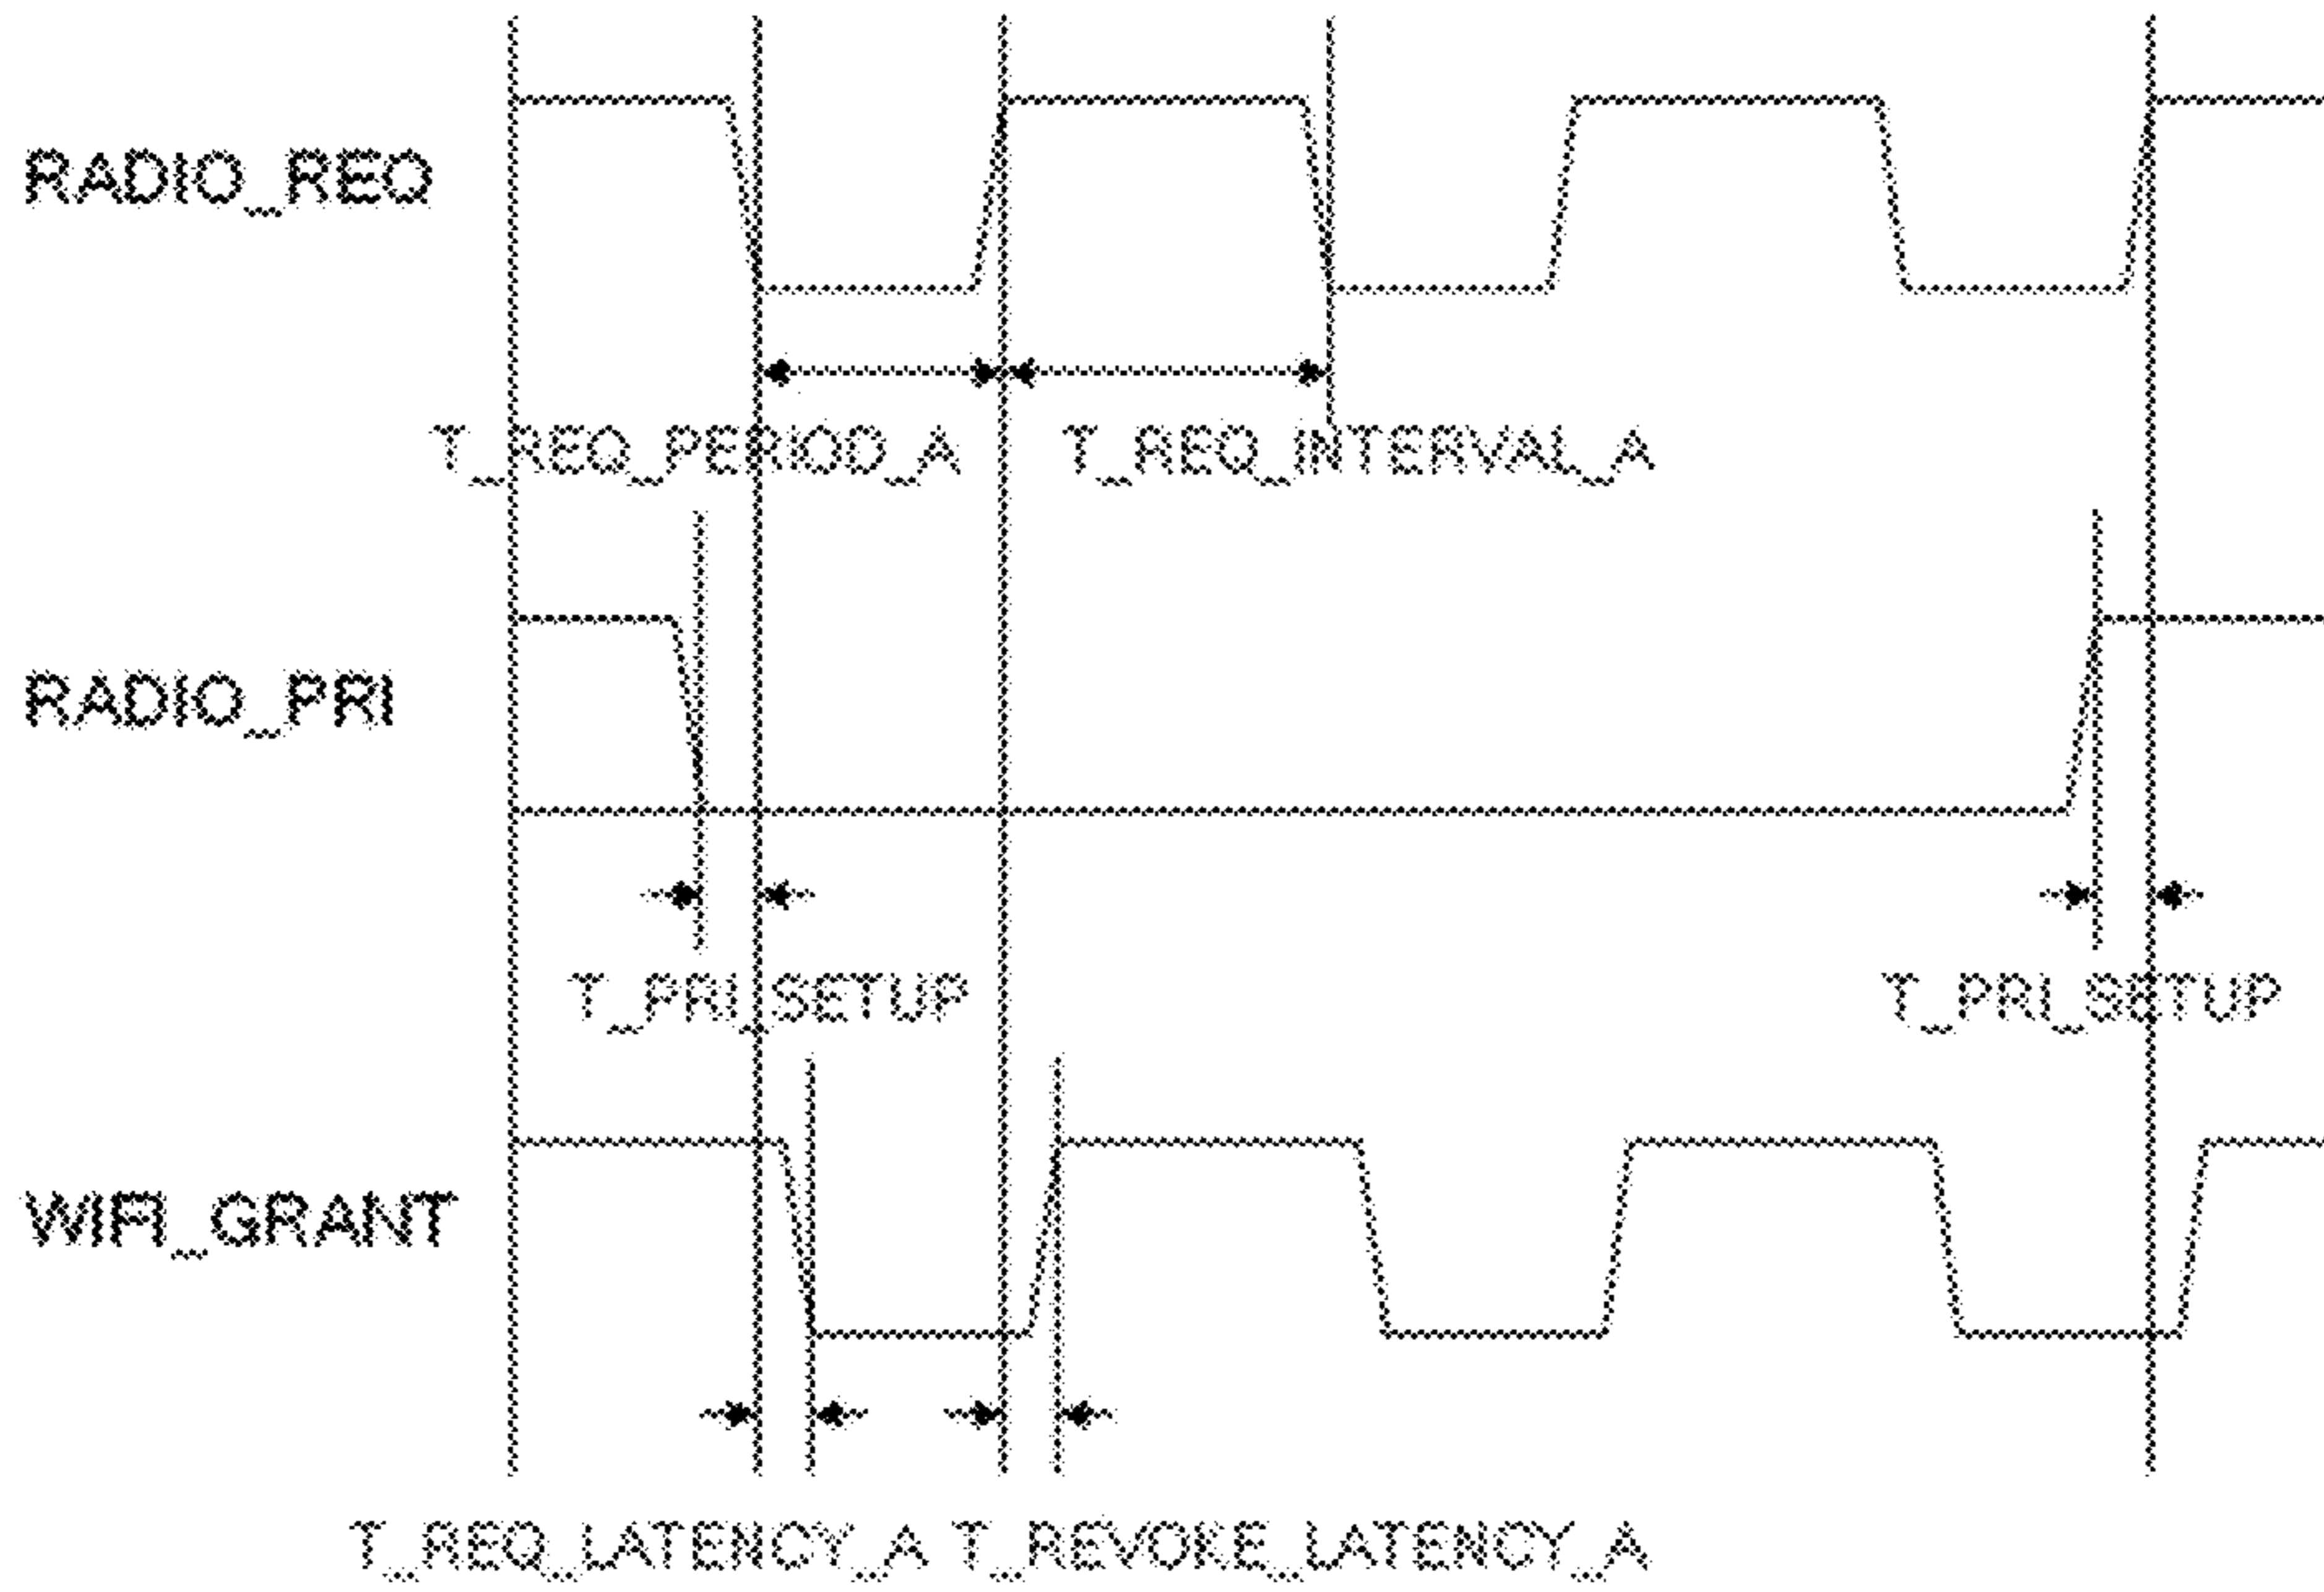 RADIO_REQ
T_REQ_PERIOD_A T_REQ_INTERVAL_A
RADIO_PRI
T_PRI_SETUP T_PRI_SETUP
WIFI_GRANT
T_REQ_LATENCY_A T_REVOKE_LATENCY_A